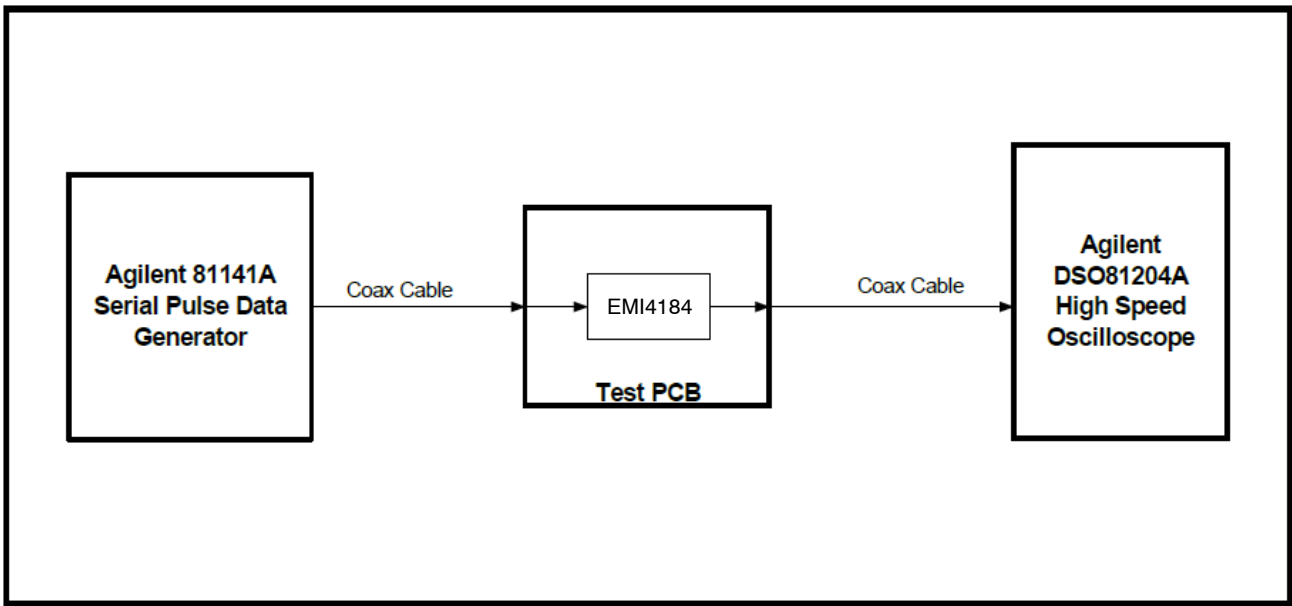 Agilent 81141A
Serial Pulse Data
Generator
Coax Cable
EMI4184
Test PCB
Coax Cable
Agilent
DSO81204A
High Speed
Oscilloscope